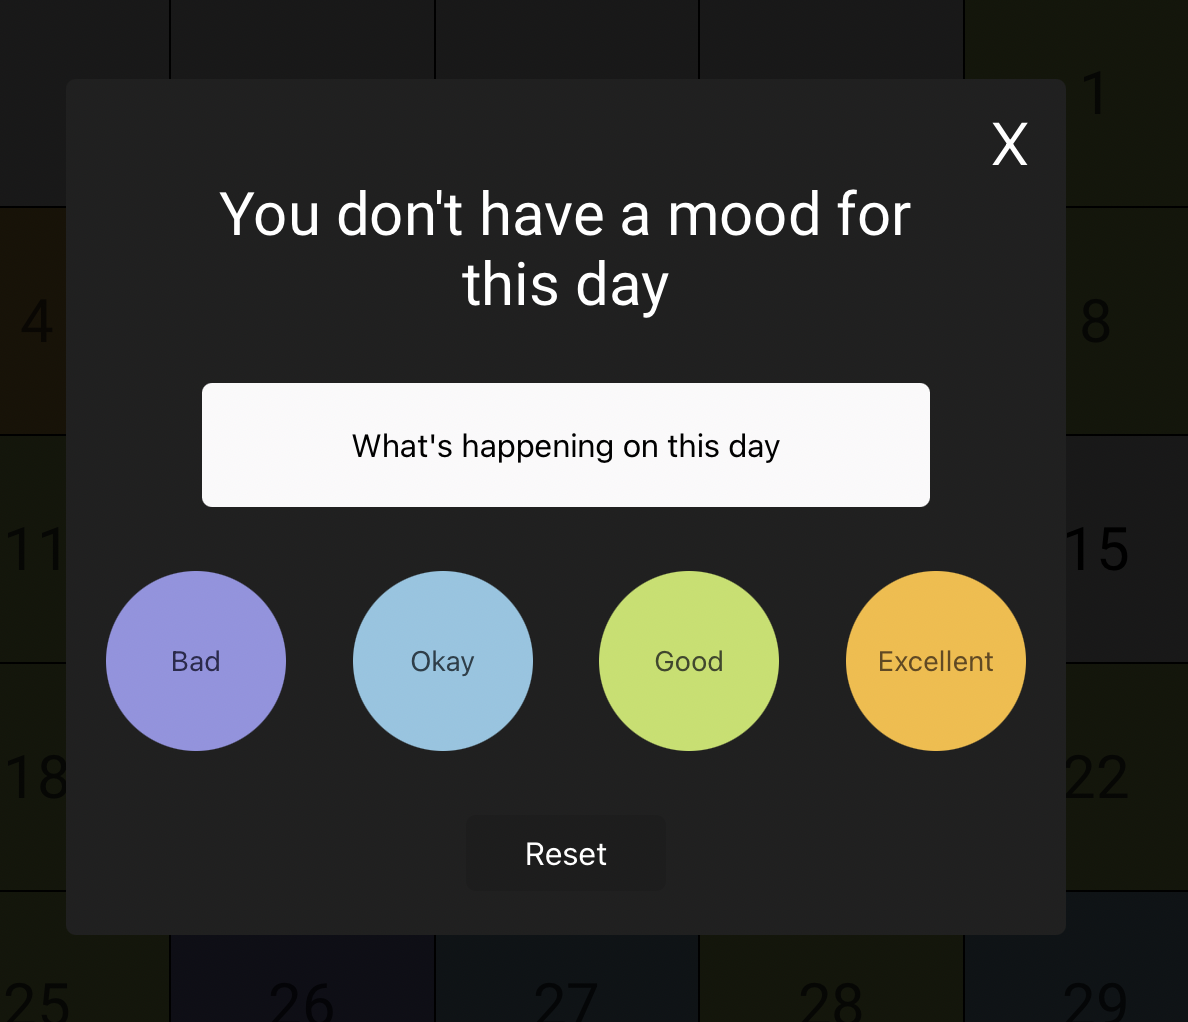 1
X
You don't have a mood for
this day
4
8
What's happening on this day
11
15
Bad
Okay
Good
Excellent
18
22
Reset
25
26
27
28
29